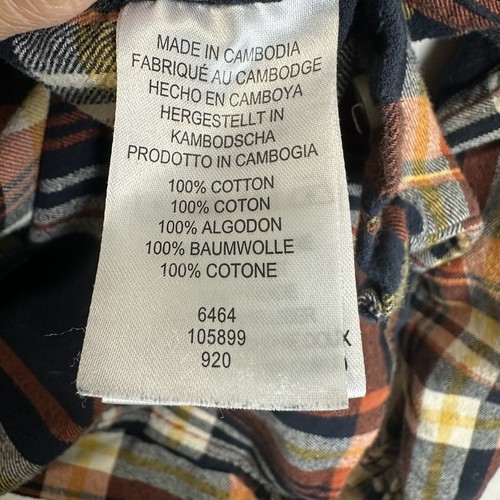 MADE IN CAMBODIA
FABRIQUÉ AU CAMBODGE
HECHO EN CAMBOYA
HERGESTELLT IN
KAMBODSCHA
PRODOTTO IN CAMBOGIA
100% COTTON
100% COTON
100% ALGODON
100% BAUMWOLLE
100% COTONE
6464
105899
920